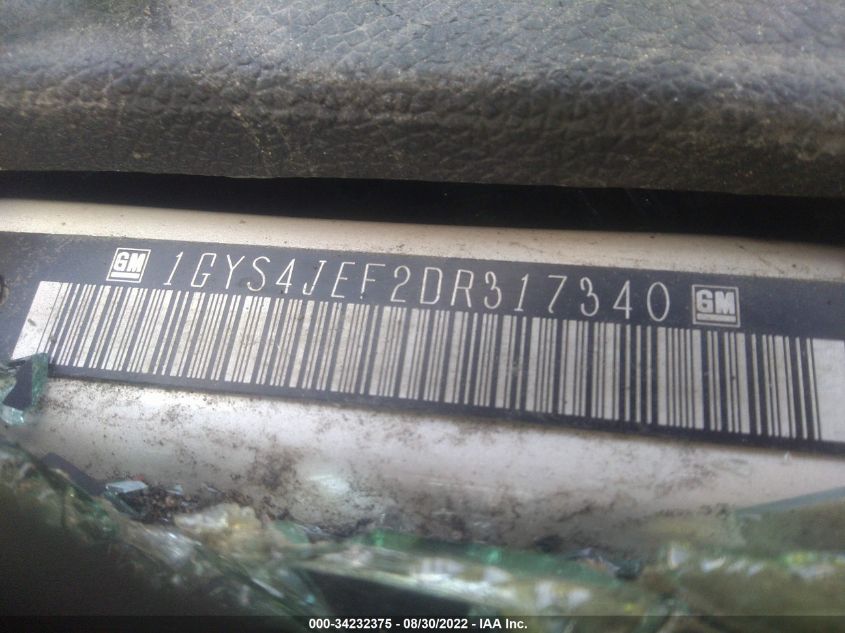 GM 1GYS4JEF2DR317340 GM
000-34232375 - 08/30/2022 - IAA Inc.